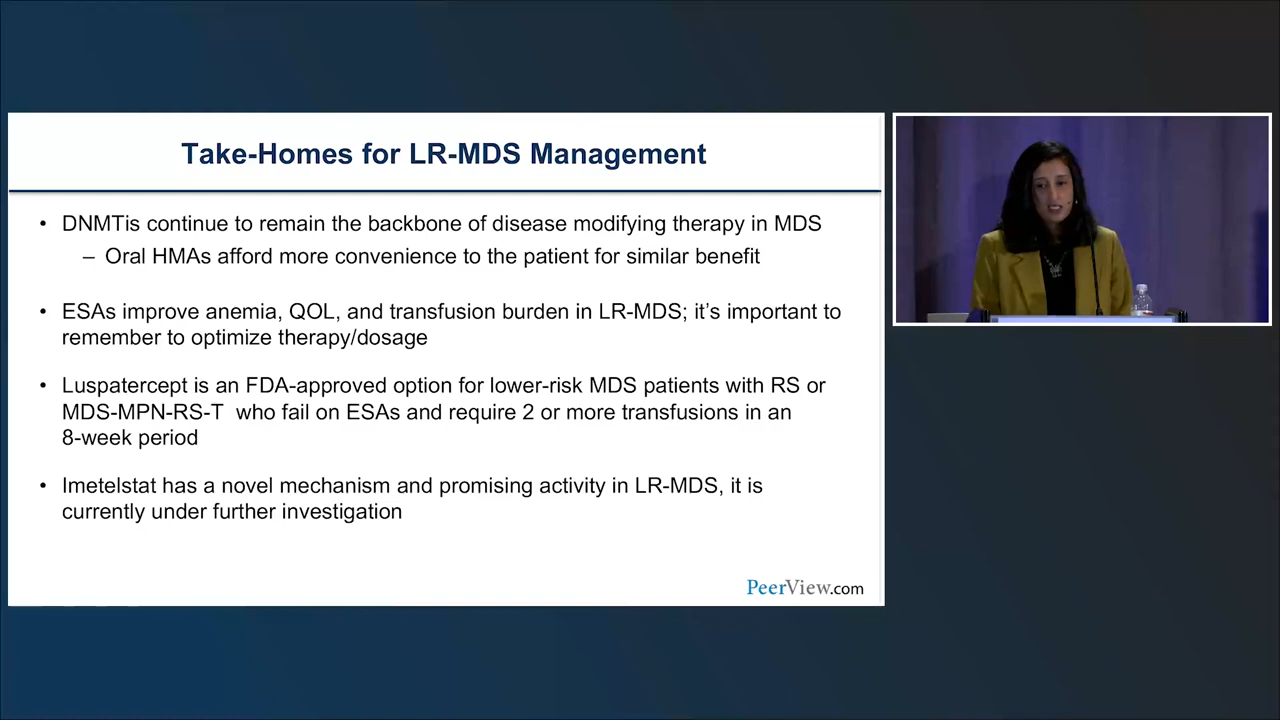 Take-Homes for LR-MDS Management
• DNMTis continue to remain the backbone of disease modifying therapy in MDS
– Oral HMAs afford more convenience to the patient for similar benefit
• ESAs improve anemia, QOL, and transfusion burden in LR-MDS; it’s important to
remember to optimize therapy/dosage
• Luspatercept is an FDA-approved option for lower-risk MDS patients with RS or
MDS-MPN-RS-T who fail on ESAs and require 2 or more transfusions in an
8-week period
• Imetelstat has a novel mechanism and promising activity in LR-MDS, it is
currently under further investigation
PeerView.com